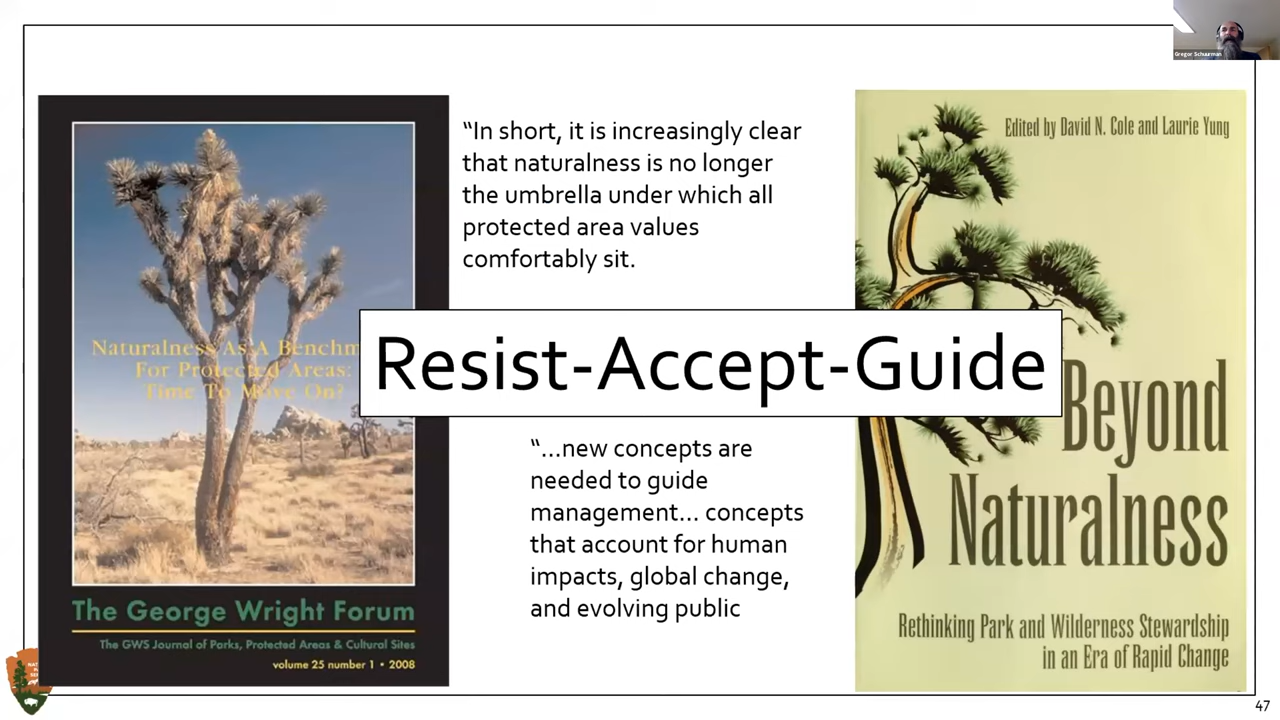 Gregor Schuurman
Edited by David N. Cole and Laurie Yung
“In short, it is increasingly clear
that naturalness is no longer
the umbrella under which all
protected area values
comfortably sit.
Naturalness As A Benchm
For Protected Areas:
Time To Move On?
Resist-Accept-Guide
Beyond
Naturalness
“...new concepts are
needed to guide
management... concepts
that account for human
impacts, global change,
and evolving public
The George Wright Forum
The GWS Journal of Parks, Protected Areas & Cultural Sites
volume 25 number 1 • 2008
Rethinking Park and Wilderness Stewardship
in an Era of Rapid Change
47